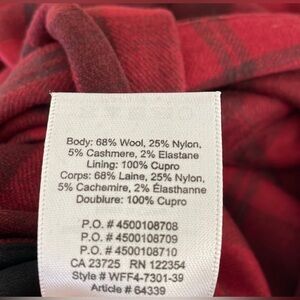 Body: 68% Wool, 25% Nylon,
5% Cashmere, 2% Elastane
Lining: 100% Cupro
Corps: 68% Laine, 25% Nylon,
5% Cachemire, 2% Élasthanne
Doublure: 100% Cupro
P.O. # 4500108708
P.O. # 4500108709
P.O. # 4500108710
CA 23725 RN 122354
Style # WFF4-7301-39
Article # 64339